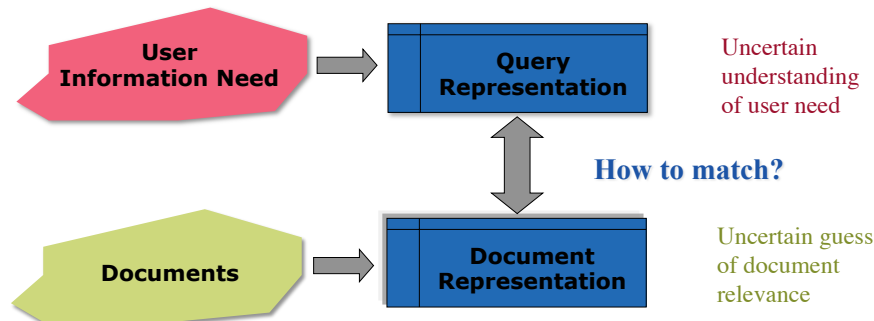 User
Information Need
Query
Representation
Uncertain
understanding
of user need
How to match?
Documents
Document
Representation
Uncertain guess
of document
relevance